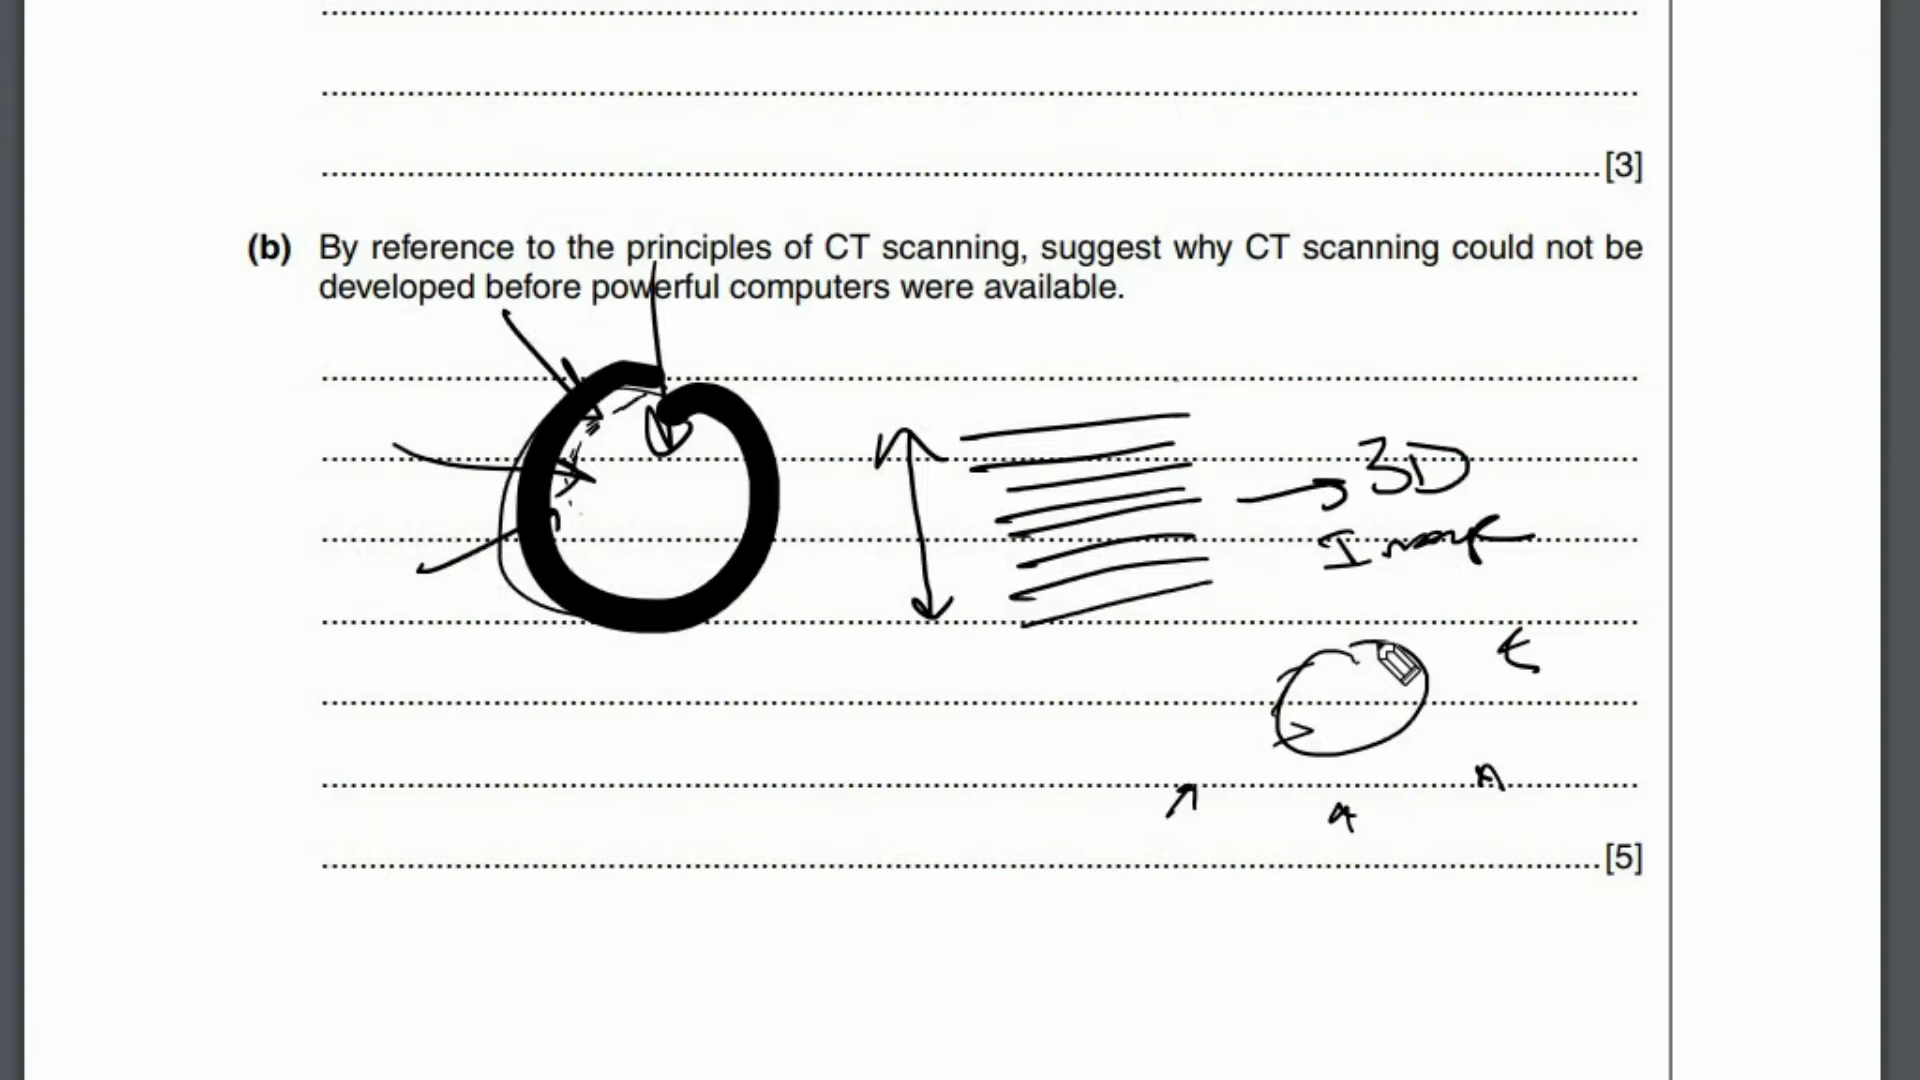 [3]
(b) By reference to the principles of CT scanning, suggest why CT scanning could not be
developed before powerful computers were available.
3D
Image
[5]